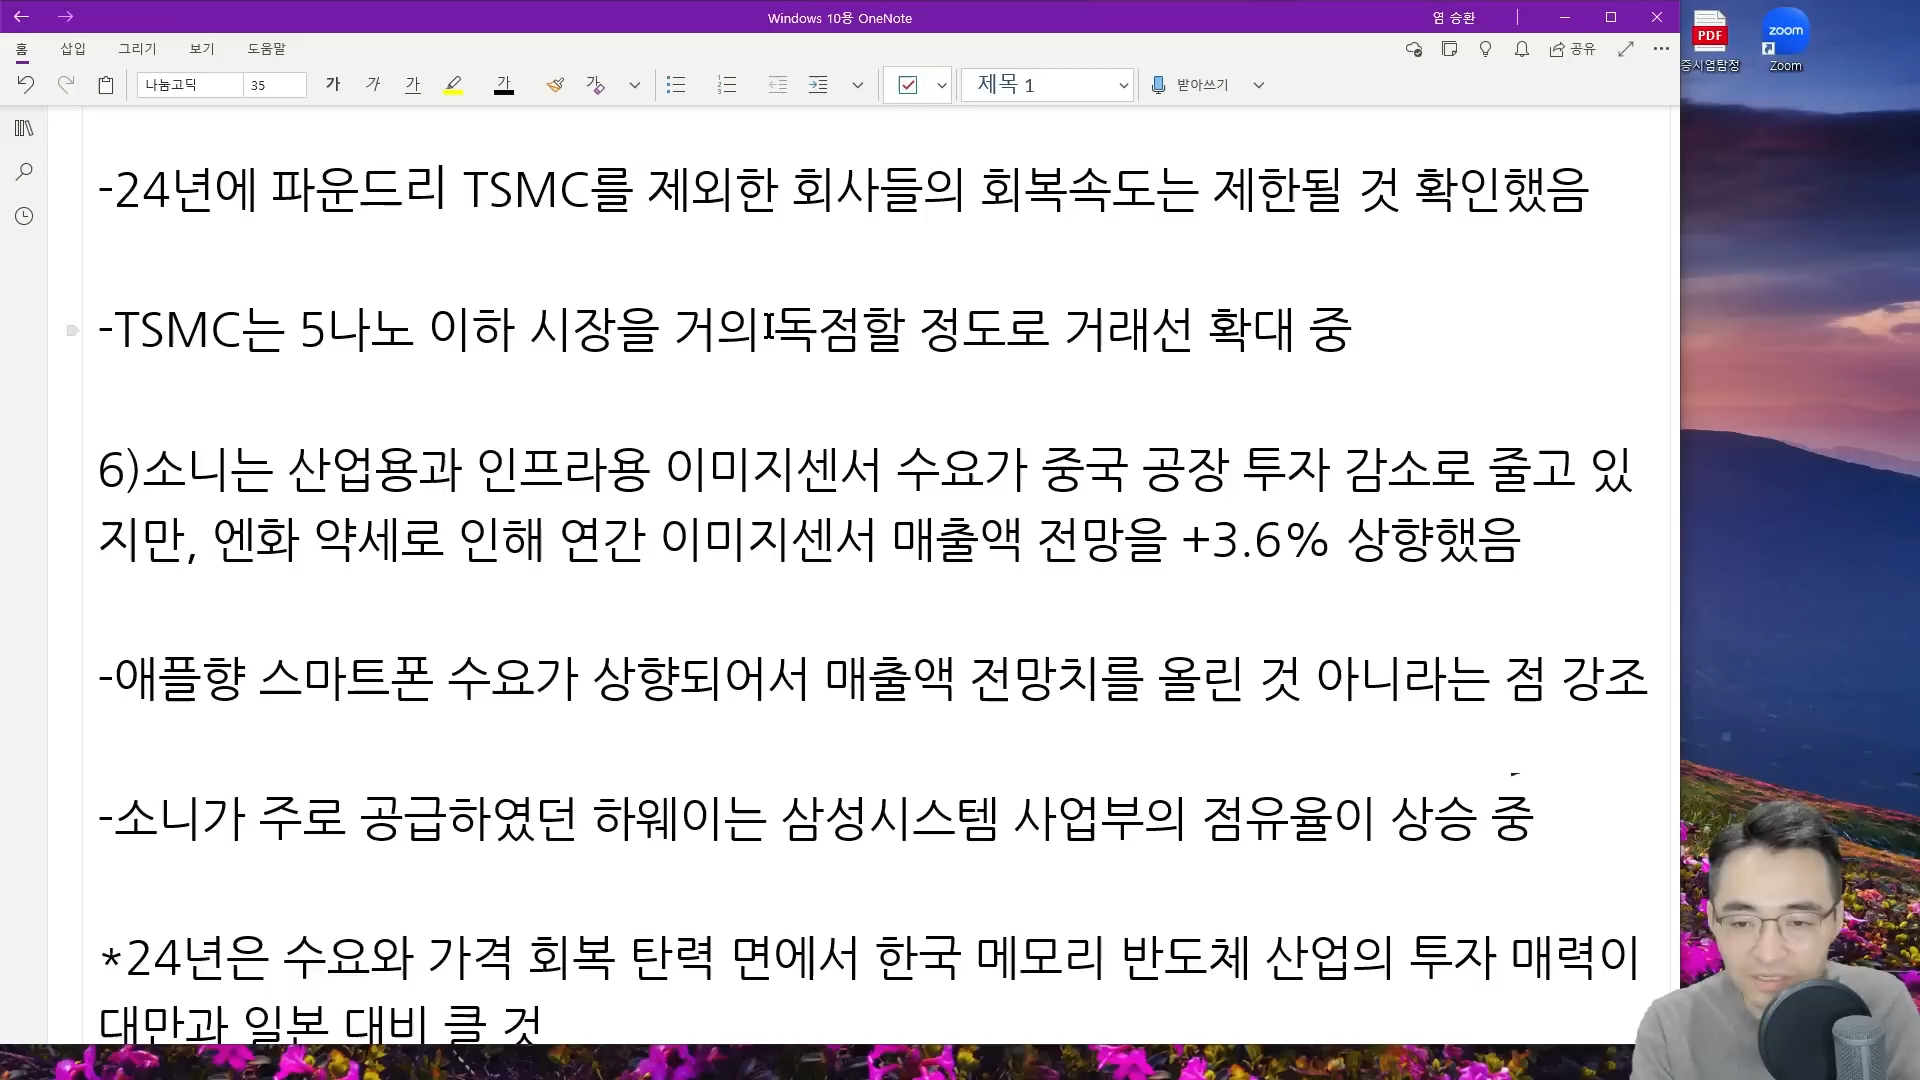 Windows 10용 OneNote
염 승환
홈 삽입 그리기 보기 도움말
공유
나눔고딕 35 가 가 가 가 제목 1 받아쓰기
PDF
zoom
증시염탐정 Zoom
-24년에 파운드리 TSMC를 제외한 회사들의 회복속도는 제한될 것 확인했음
-TSMC는 5나노 이하 시장을 거의 독점할 정도로 거래선 확대 중
6)소니는 산업용과 인프라용 이미지센서 수요가 중국 공장 투자 감소로 줄고 있
지만, 엔화 약세로 인해 연간 이미지센서 매출액 전망을 +3.6% 상향했음
-애플향 스마트폰 수요가 상향되어서 매출액 전망치를 올린 것 아니라는 점 강조
-소니가 주로 공급하였던 하웨이는 삼성시스템 사업부의 점유율이 상승 중
*24년은 수요와 가격 회복 탄력 면에서 한국 메모리 반도체 산업의 투자 매력이
대만과 일본 대비 클 것